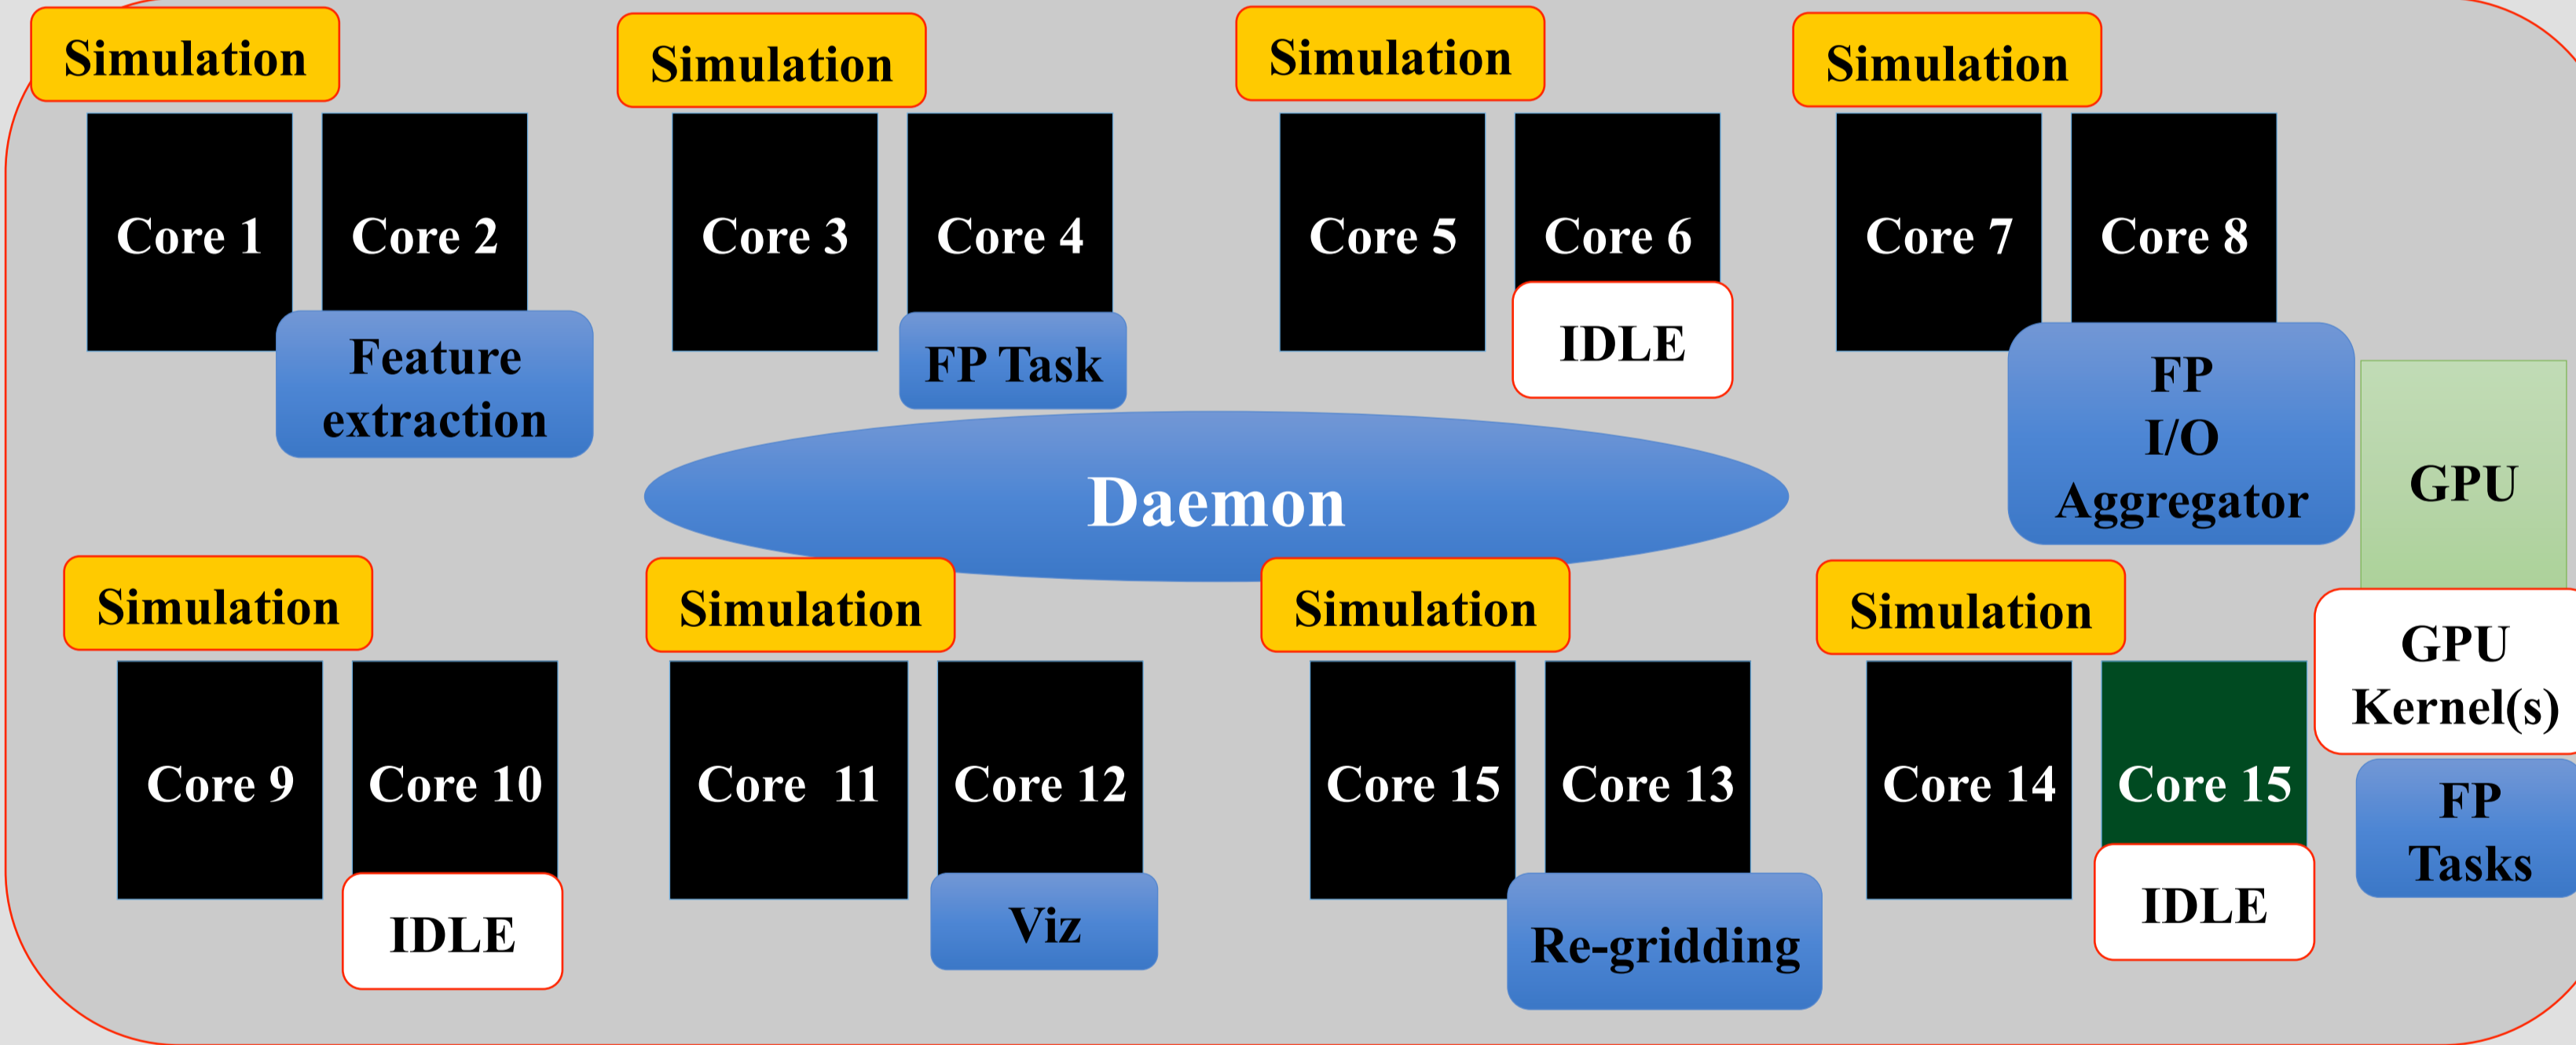 Simulation
Simulation
Simulation
Simulation
Core 1
Core 2
Core 3
Core 4
Core 5
Core 6
Core 7
Core 8
Feature
extraction
FP Task
IDLE
FP
I/O
Aggregator
GPU
Daemon
Simulation
Simulation
Simulation
Simulation
GPU
Kernel(s)
Core 9
Core 10
Core  11
Core 12
Core 15
Core 13
Core 14
Core 15
FP
Tasks
IDLE
Viz
Re-gridding
IDLE